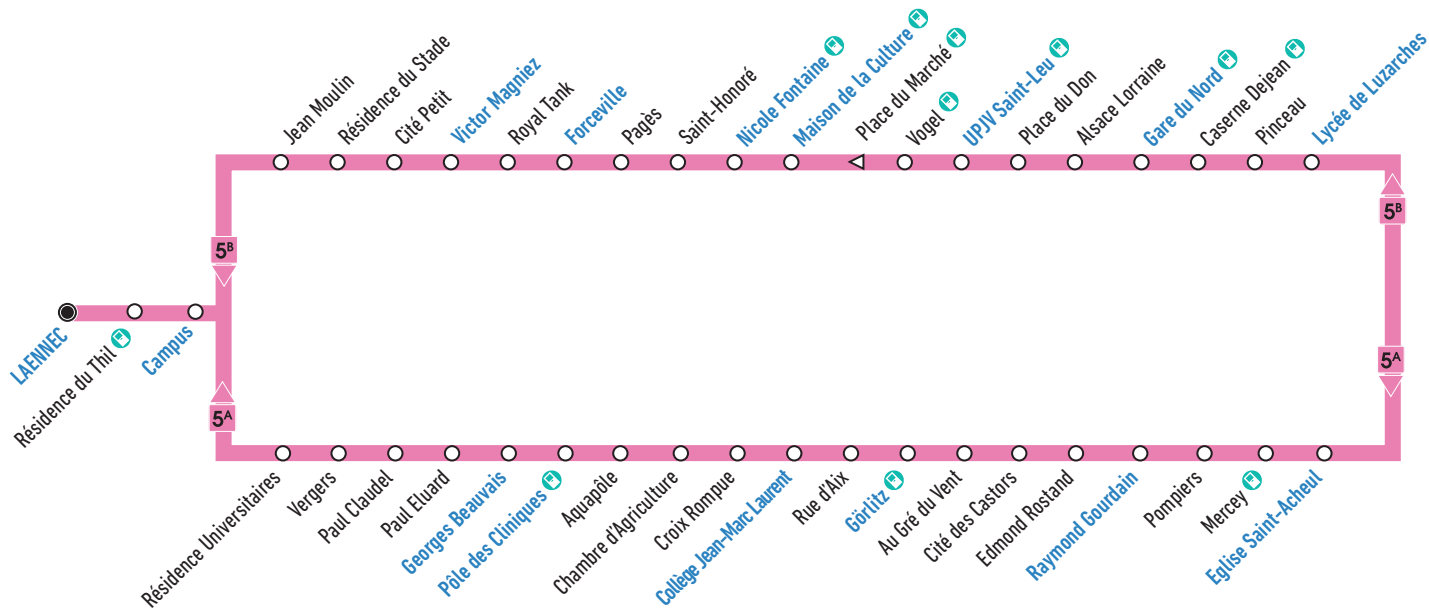 Jean Moulin
Résidence du Stade
Cité Petit
Victor Magniez
Royal Tank
Forceville
Pagès
Saint-Honoré
Nicole Fontaine
Maison de la Culture
Place du Marché
Vogel
UPJV Saint-Leu
Place du Don
Alsace Lorraine
Gare du Nord
Caserne Dejean
Pinceau
Lycée de Luzarches
5B
5B
LAENNEC
Résidence du Thil
Campus
5A
5A
Résidence Universitaires
Vergers
Paul Claudel
Paul Eluard
Georges Beauvais
Pôle des Cliniques
Aquapôle
Chambre d'Agriculture
Croix Rompue
Collège Jean-Marc Laurent
Rue d'Aix
Görlitz
Au Gré du Vent
Cité des Castors
Edmond Rostand
Raymond Gourdain
Pompiers
Mercey
Eglise Saint-Acheul